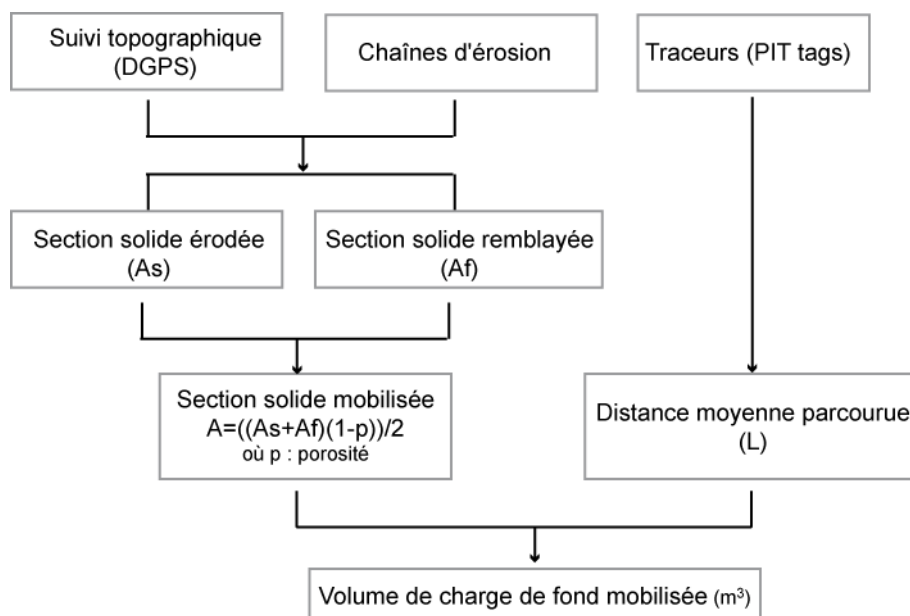 Suivi topographique
(DGPS)
Chaînes d'érosion
Traceurs (PIT tags)
Section solide érodée
(As)
Section solide remblayée
(Af)
Section solide mobilisée
A=((As+Af)(1-p))/2
où p : porosité
Distance moyenne parcourue
(L)
Volume de charge de fond mobilisée (m³)